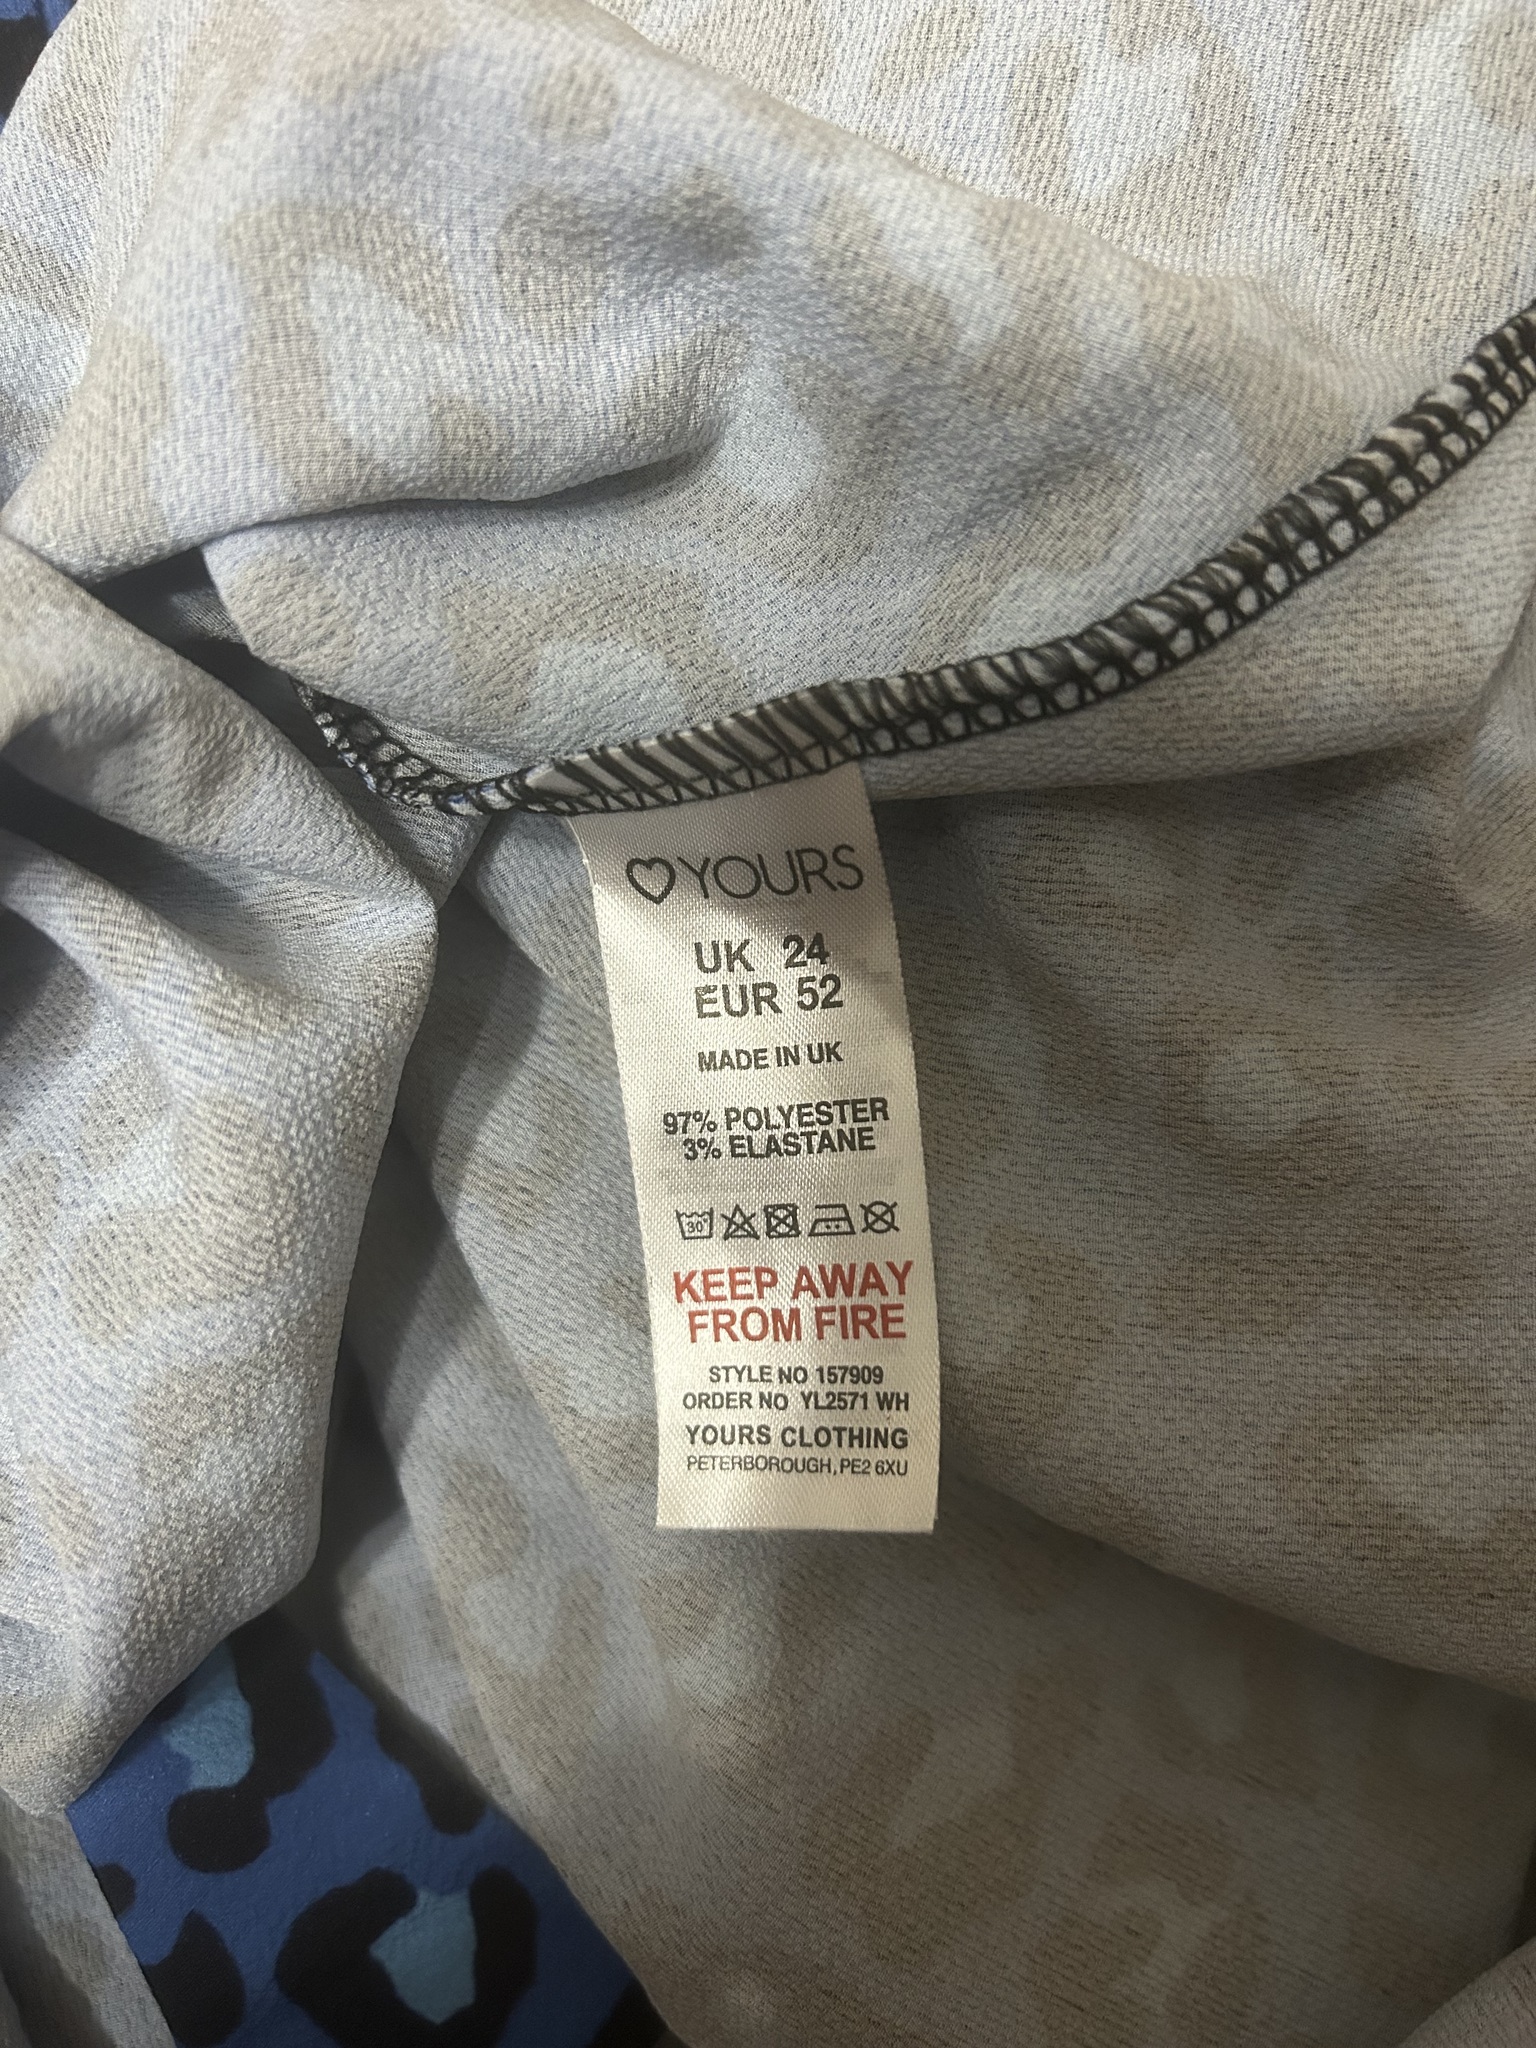 ♡YOURS
UK 24
EUR 52
MADE IN UK
97% POLYESTER
3% ELASTANE
30°
KEEP AWAY
FROM FIRE
STYLE NO 157909
ORDER NO YL2571 WH
YOURS CLOTHING
PETERBOROUGH, PE2 6XU